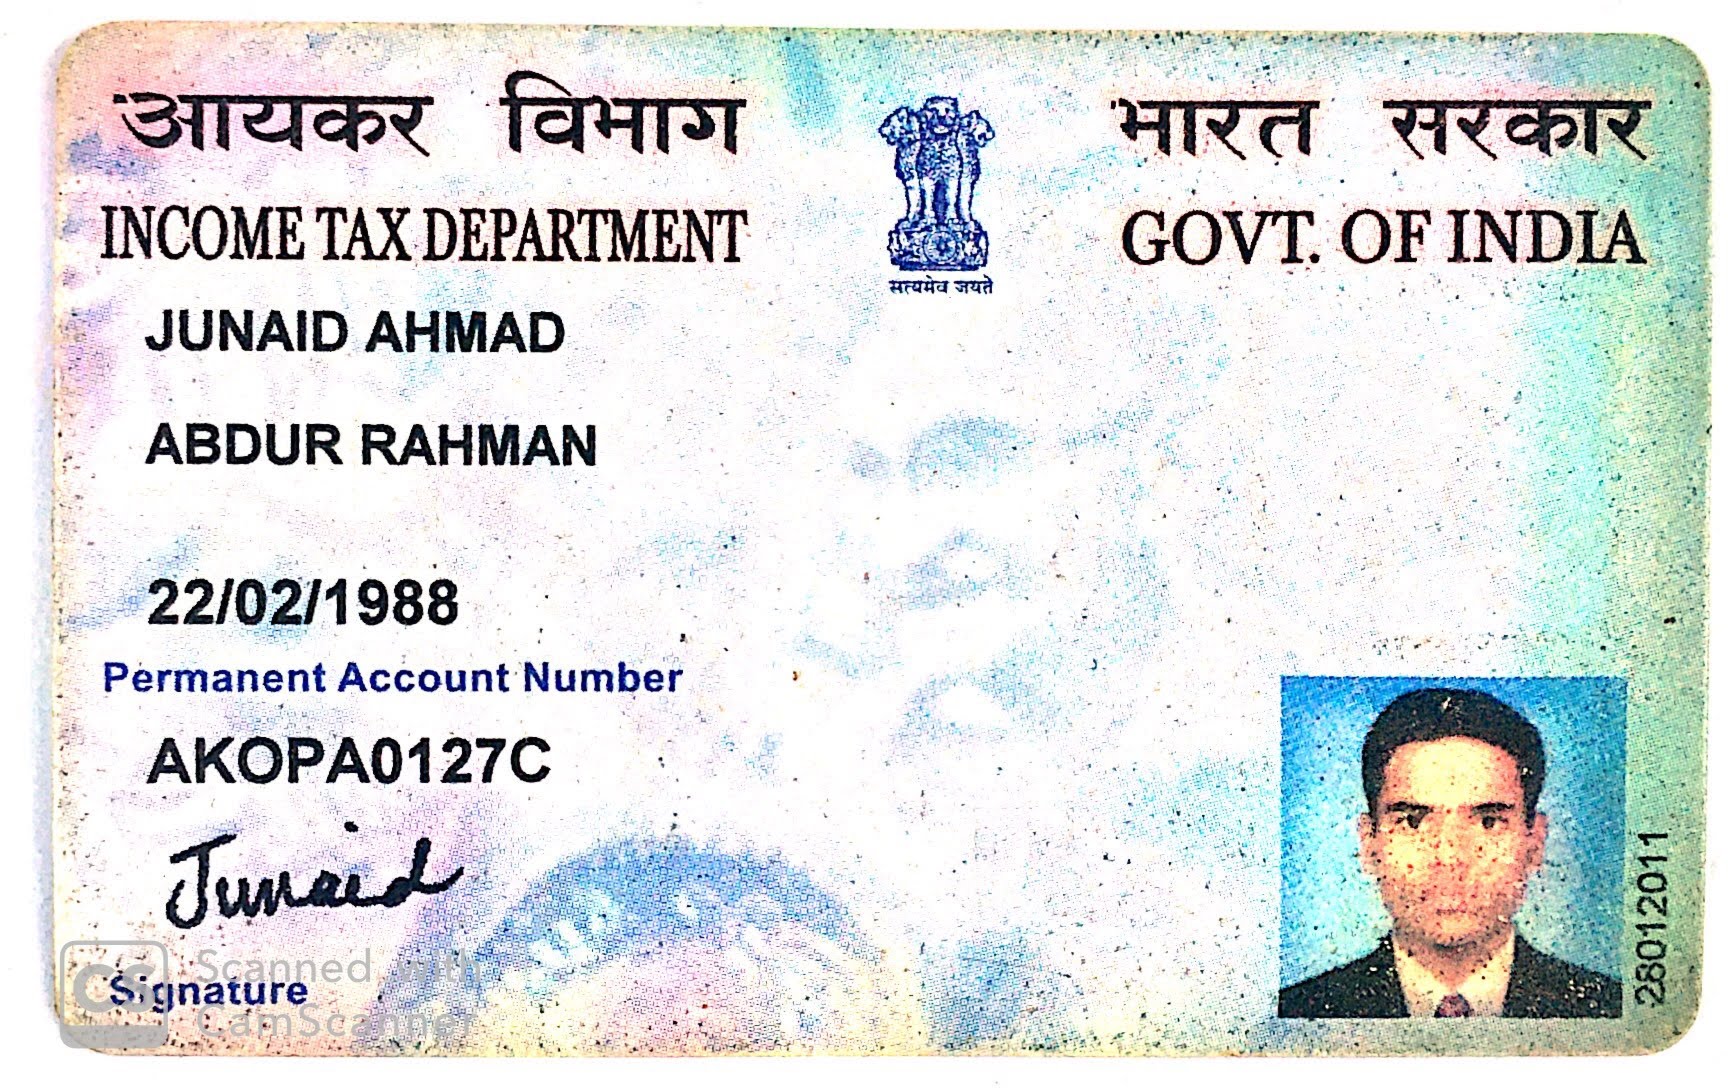 आयकर विभाग
भारत सरकार
INCOME TAX DEPARTMENT
GOVT. OF INDIA
सत्यमेव जयते
JUNAID AHMAD
ABDUR RAHMAN
22/02/1988
Permanent Account Number
AKOPA0127C
Junaid
Signature
28012011
CS Scanned with
CamScanner